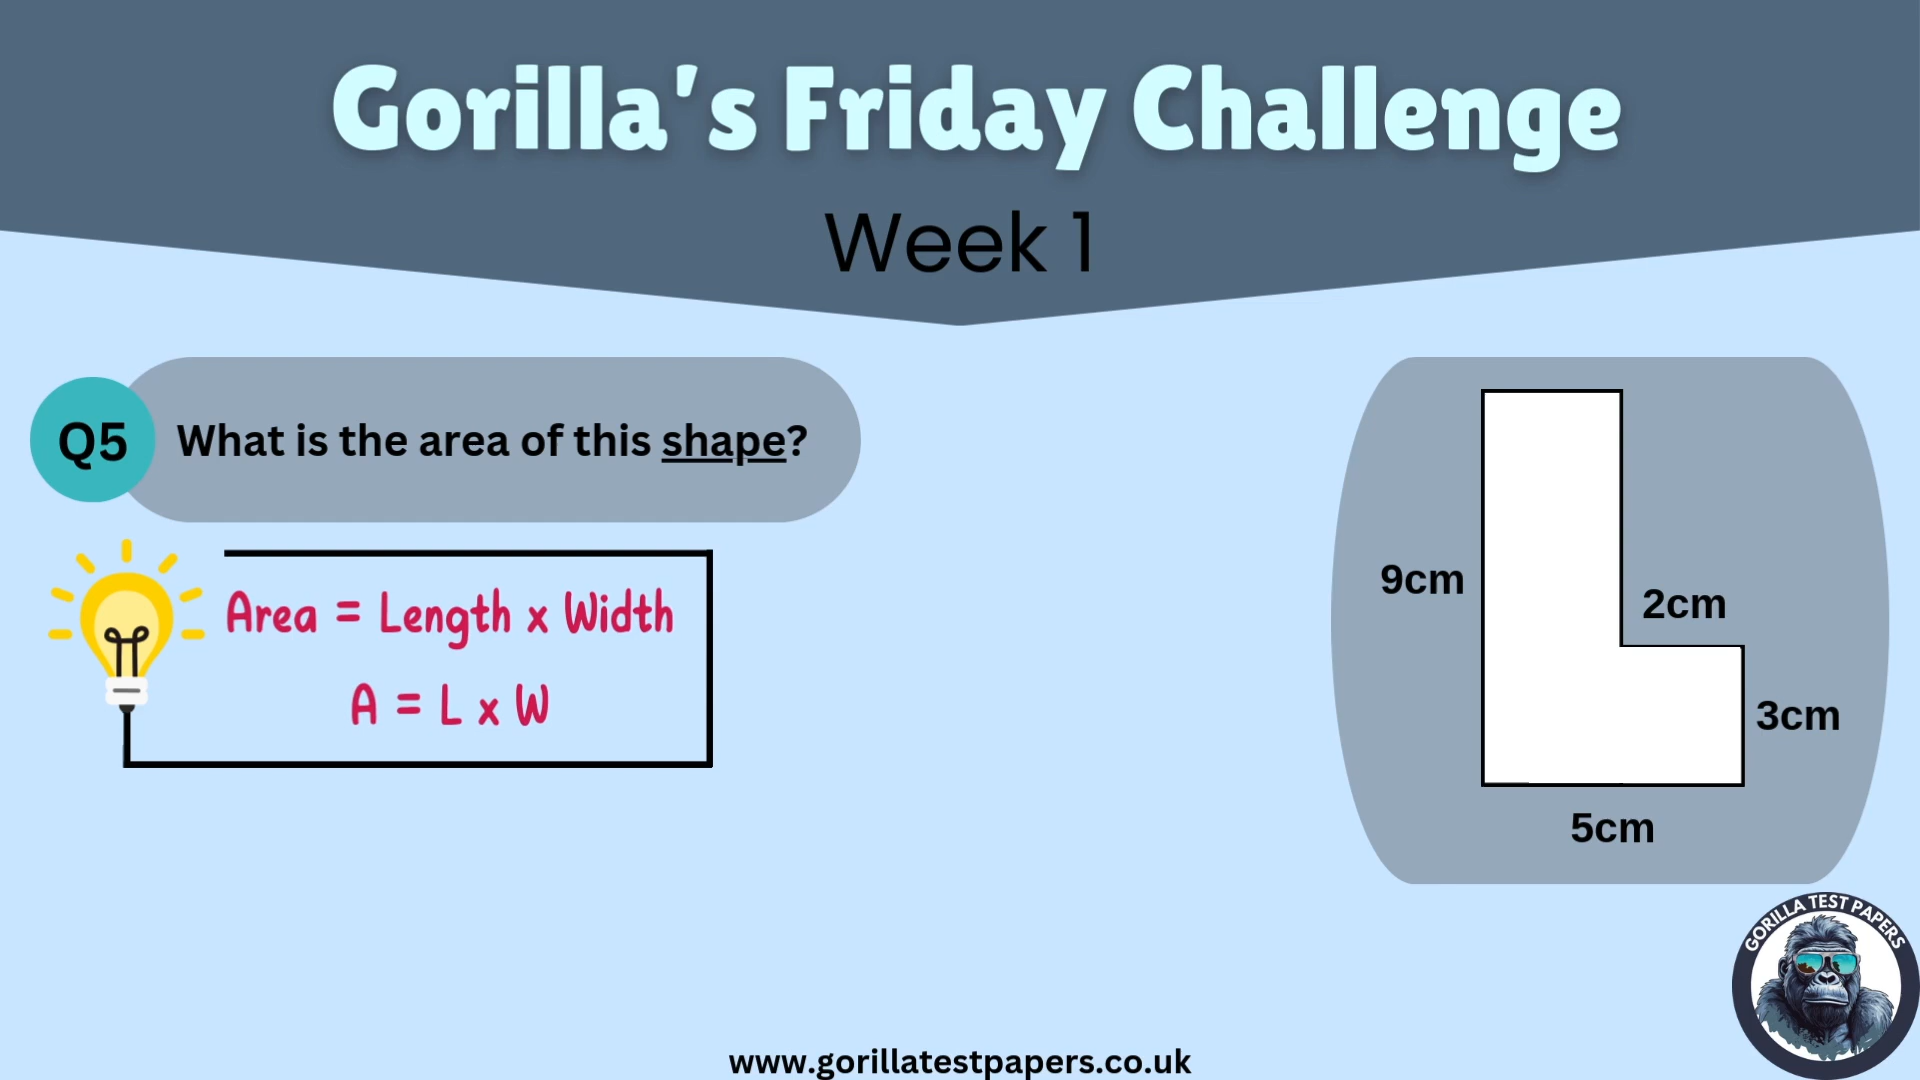 Gorilla's Friday Challenge
Week 1
Q5
What is the area of this shape?
Area = Length x Width
A = L x W
9cm
2cm
3cm
5cm
GORILLA TEST PAPERS
www.gorillatestpapers.co.uk